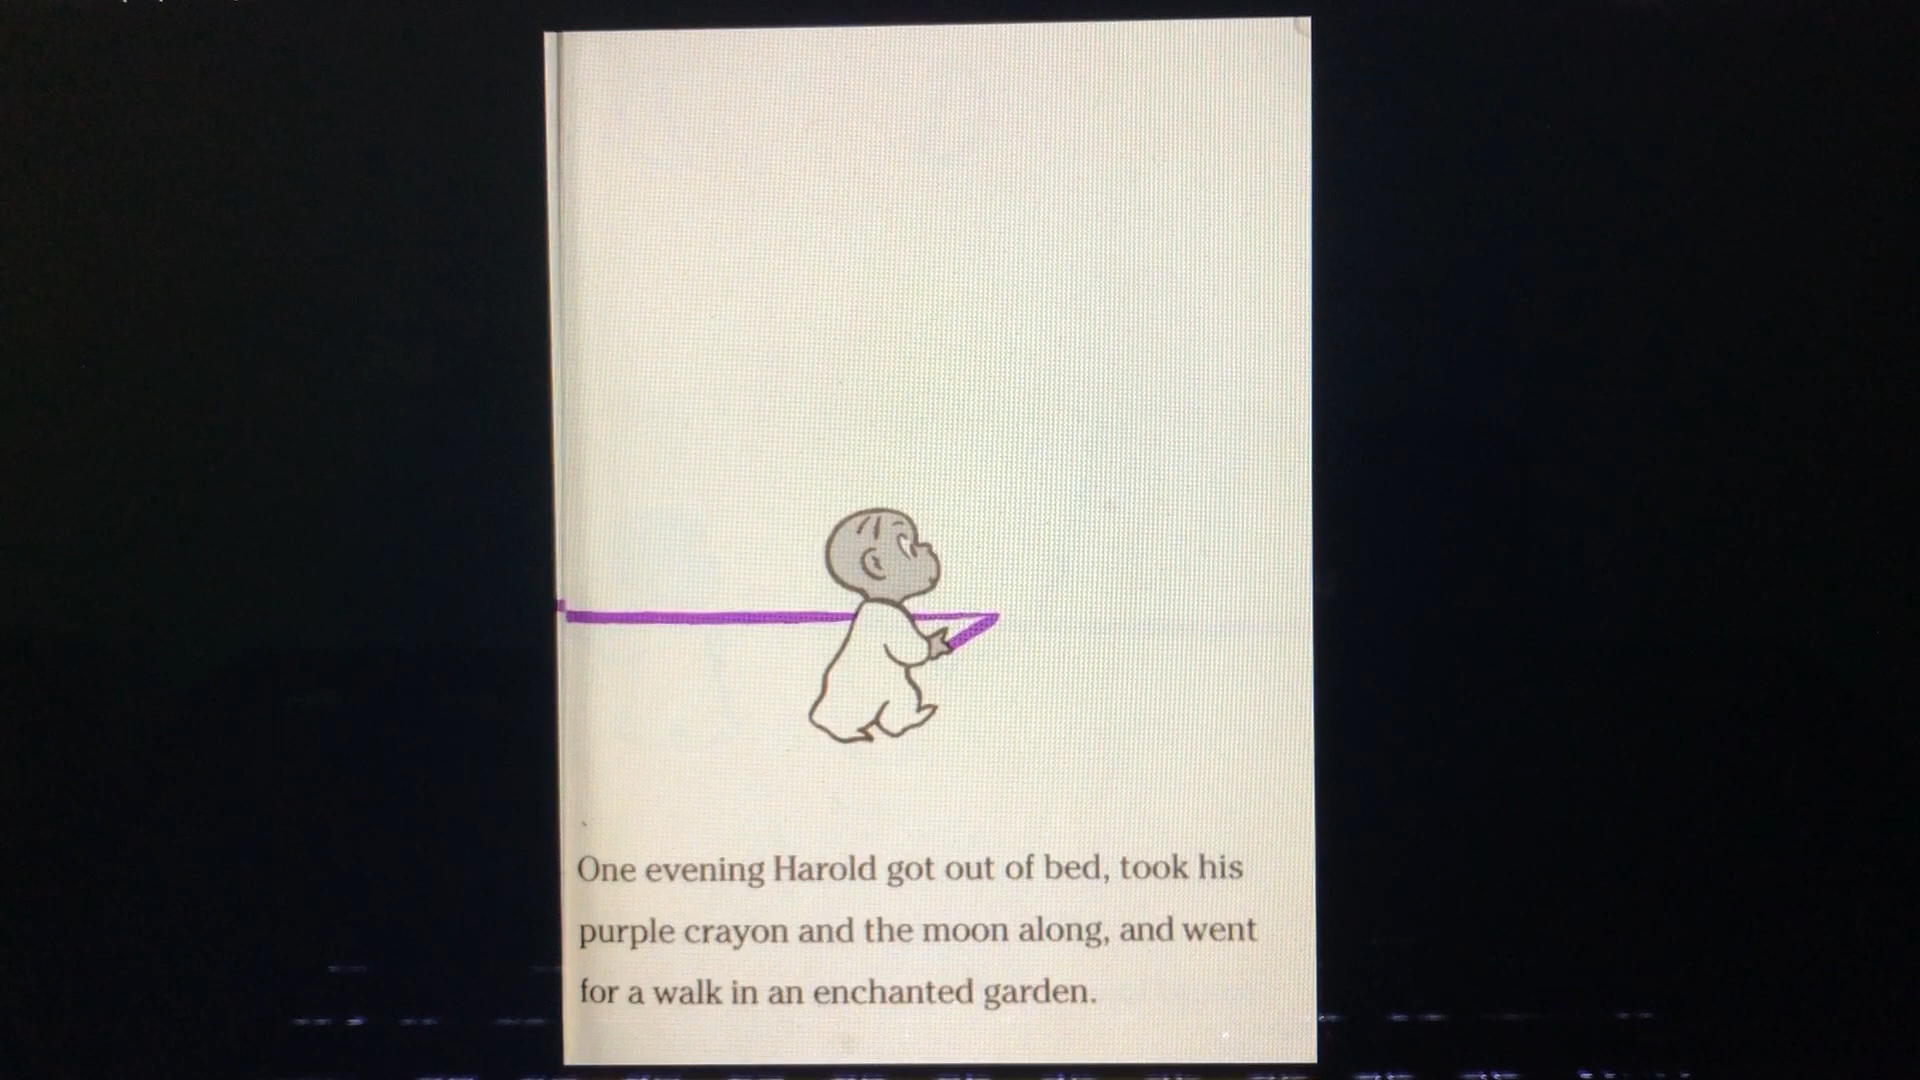 One evening Harold got out of bed, took his
purple crayon and the moon along, and went
for a walk in an enchanted garden.